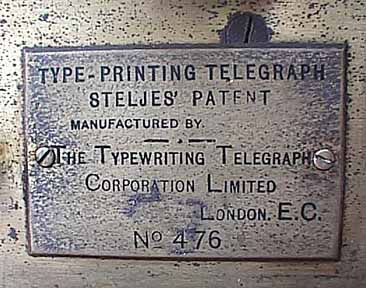 TYPE-PRINTING TELEGRAPH
STELJES' PATENT
MANUFACTURED BY.
THE TYPEWRITING TELEGRAPH
CORPORATION LIMITED
LONDON. E.C.
No 476